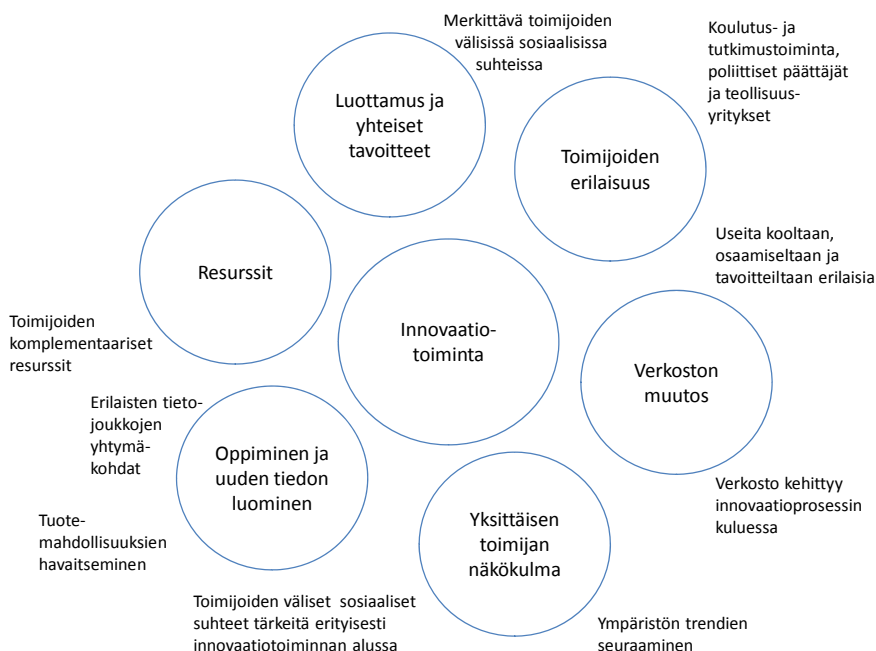 Merkittävä toimijoiden
välisissä sosiaalisissa
suhteissa
Koulutus- ja
tutkimustoiminta,
poliittiset päättäjät
ja teollisuus-
yritykset
Luottamus ja
yhteiset
tavoitteet
Toimijoiden
erilaisuus
Useita kooltaan,
osaamiseltaan ja
tavoitteiltaan erilaisia
Resurssit
Toimijoiden
komplementaariset
resurssit
Innovaatio-
toiminta
Verkoston
muutos
Erilaisten tieto-
joukkojen
yhtymä-
kohdat
Oppiminen ja
uuden tiedon
luominen
Verkosto kehittyy
innovaatioprosessin
kuluessa
Tuote-
mahdollisuuksien
havaitseminen
Yksittäisen
toimijan
näkökulma
Toimijoiden väliset sosiaaliset
suhteet tärkeitä erityisesti
innovaatiotoiminnan alussa
Ympäristön trendien
seuraaminen